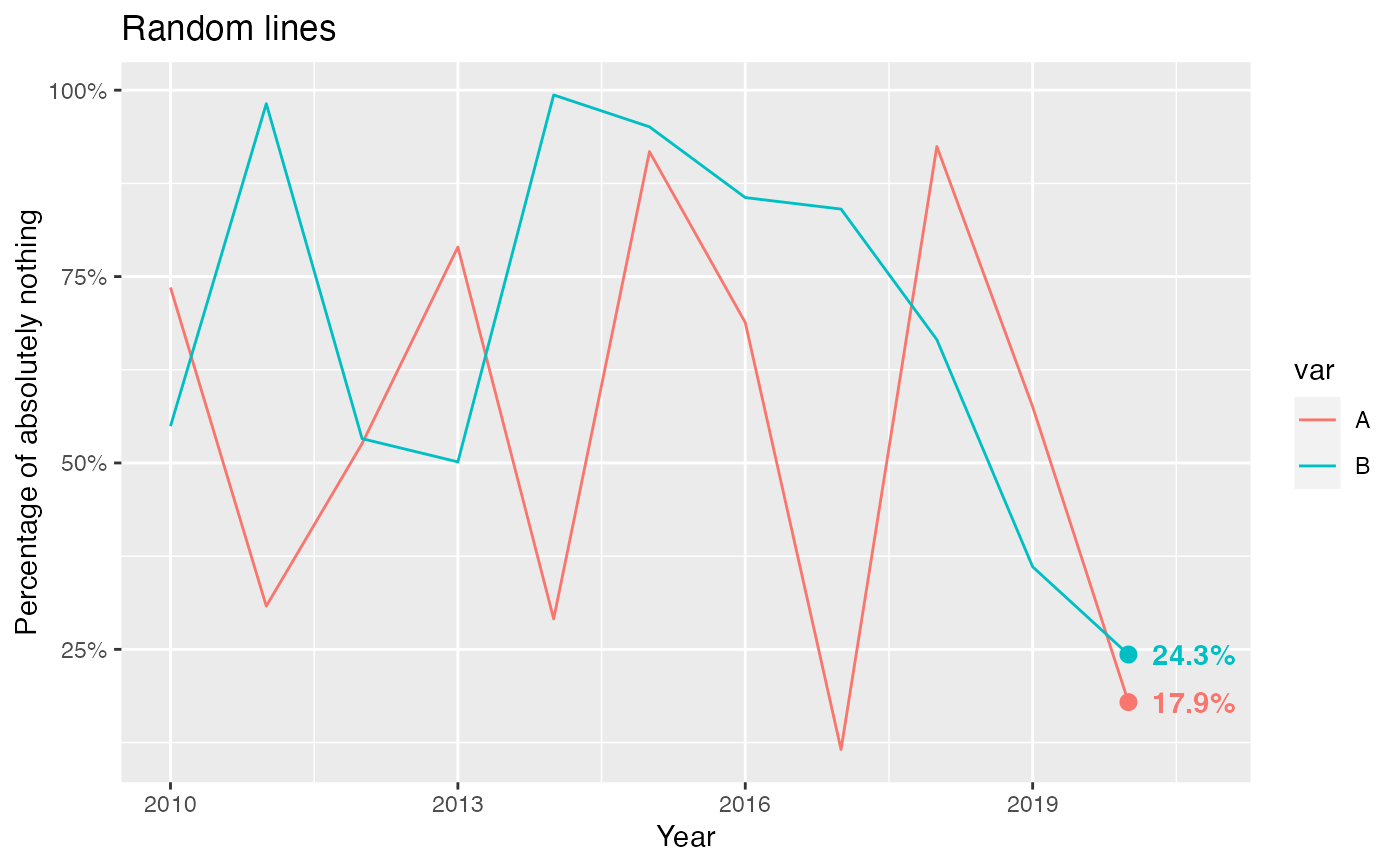 Random lines
Percentage of absolutely nothing
100%
75%
50%
25%
24.3%
17.9%
2010
2013
2016
2019
Year
var
A
B